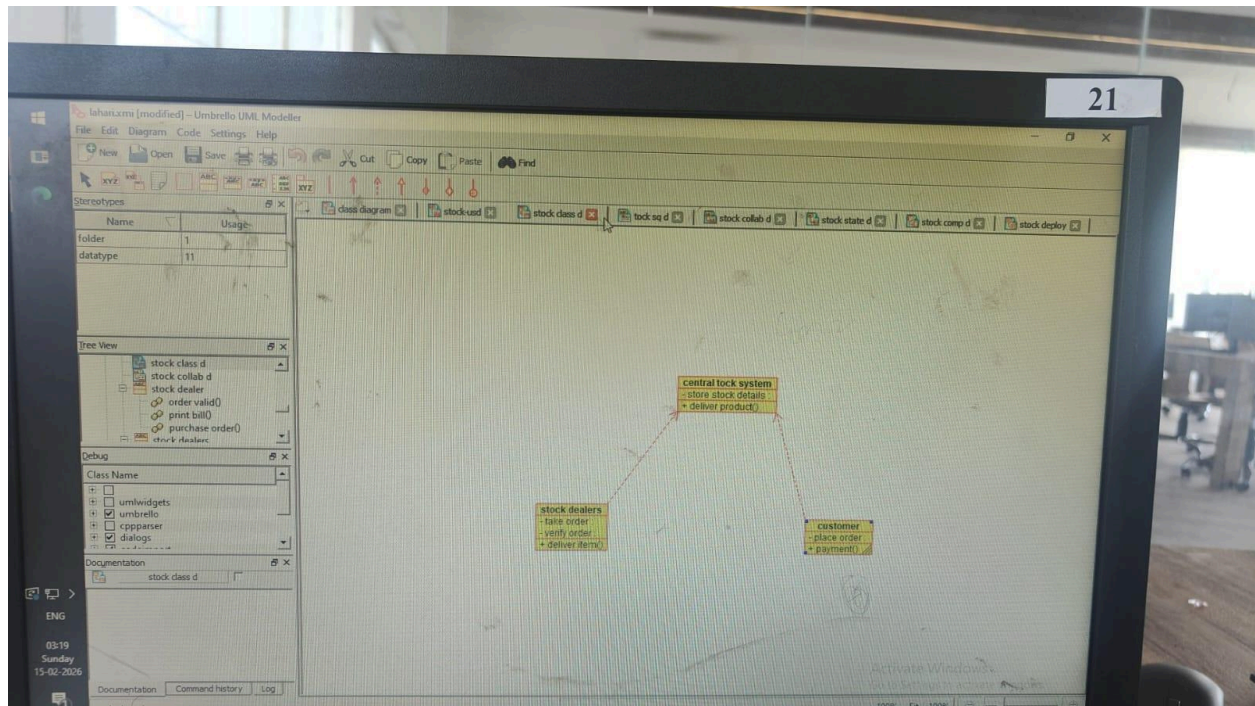 21
lahari.xmi [modified] – Umbrello UML Modeller
File Edit Diagram Code Settings Help
New Open Save Cut Copy Paste Find
XYZ ABC XYZ
Stereotypes
Name Usage
folder 1
datatype 11
class diagram stock-usd stock class d tock sq d stock collab d stock state d stock comp d stock deploy
Tree View
stock class d
stock collab d
stock dealer
order valid()
print bill()
purchase order()
stock dealers
Debug
Class Name
umlwidgets
umbrello
cppparser
dialogs
Documentation
stock class d
Documentation Command history Log
central tock system
- store stock details :
+ deliver product()
stock dealers
- take order :
- verify order :
+ deliver item()
customer
- place order :
+ payment()
Activate Windows
ENG
03:19
Sunday
15-02-2026